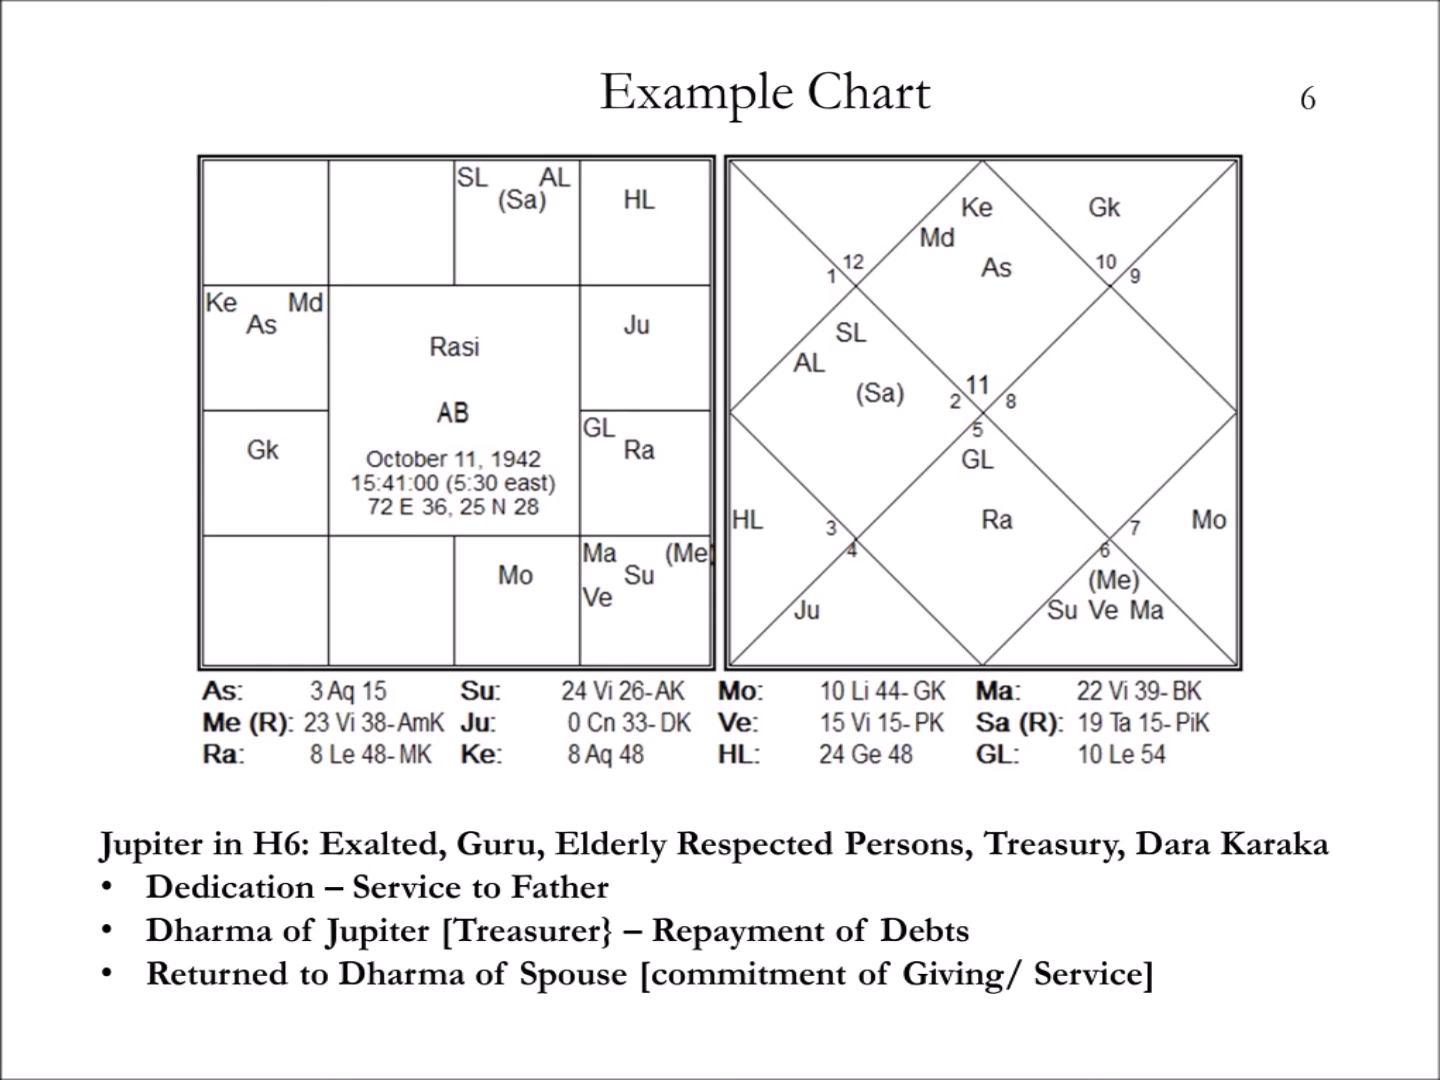 Example Chart
6
SL AL
(Sa)
HL
Ke Md
As
Ju
Rasi
AB
October 11, 1942
15:41:00 (5:30 east)
72 E 36, 25 N 28
Gk
GL
Ra
Mo
Ma (Me)
Su
Ve
Ke
Md
As
Gk
12
1
10
9
SL
AL
(Sa)
11
2
8
5
GL
HL
3
4
Ra
7
6
Mo
Ju
(Me)
Su Ve Ma
As: 3 Aq 15 Su: 24 Vi 26- AK Mo: 10 Li 44- GK Ma: 22 Vi 39- BK
Me (R): 23 Vi 38- AmK Ju: 0 Cn 33- DK Ve: 15 Vi 15- PK Sa (R): 19 Ta 15- PiK
Ra: 8 Le 48- MK Ke: 8 Aq 48 HL: 24 Ge 48 GL: 10 Le 54
Jupiter in H6: Exalted, Guru, Elderly Respected Persons, Treasury, Dara Karaka
• Dedication – Service to Father
• Dharma of Jupiter [Treasurer} – Repayment of Debts
• Returned to Dharma of Spouse [commitment of Giving/ Service]